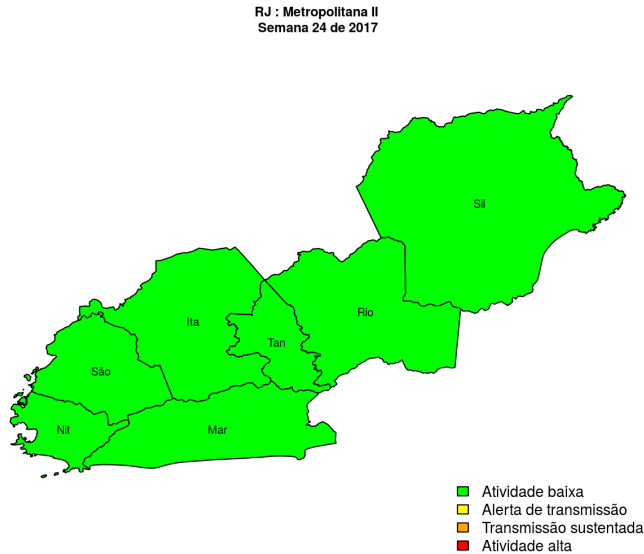 RJ : Metropolitana II
Semana 24 de 2017
Sil
Rio
Ita
Tan
São
Nit
Mar
Atividade baixa
Alerta de transmissão
Transmissão sustentada
Atividade alta